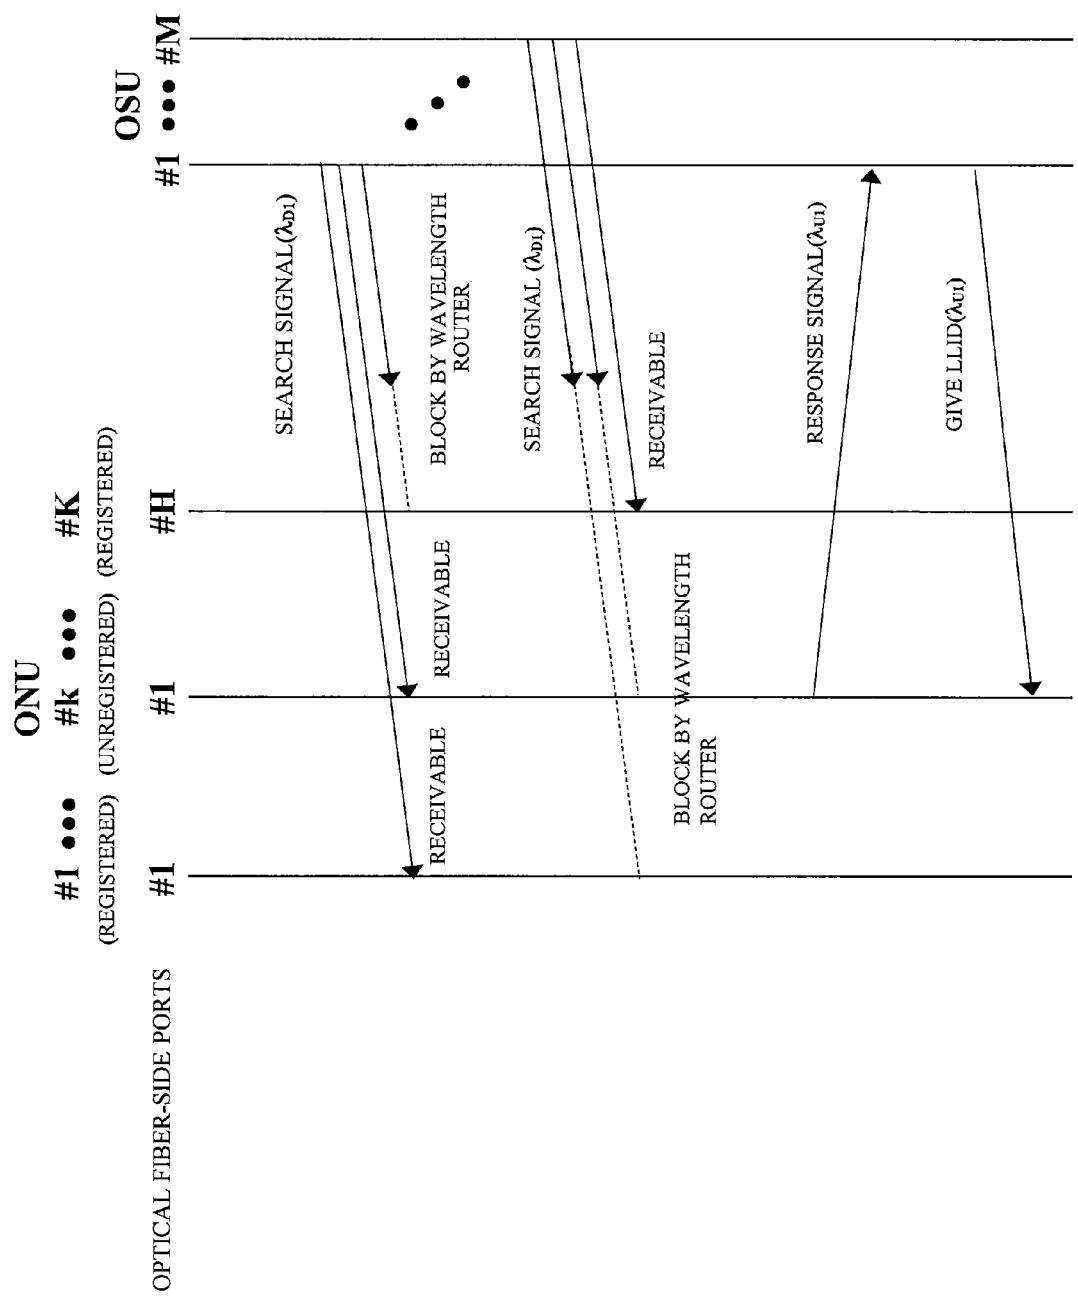 ONU
OSU
#1 ●●● #k ●●● #K
(REGISTERED) (UNREGISTERED) (REGISTERED)
OPTICAL FIBER-SIDE PORTS
#1 #1 #H #1 ●●● #M
SEARCH SIGNAL(λD1)
RECEIVABLE
RECEIVABLE
BLOCK BY WAVELENGTH
ROUTER
SEARCH SIGNAL (λD1)
RECEIVABLE
BLOCK BY WAVELENGTH
ROUTER
RESPONSE SIGNAL(λU1)
GIVE LLID(λU1)